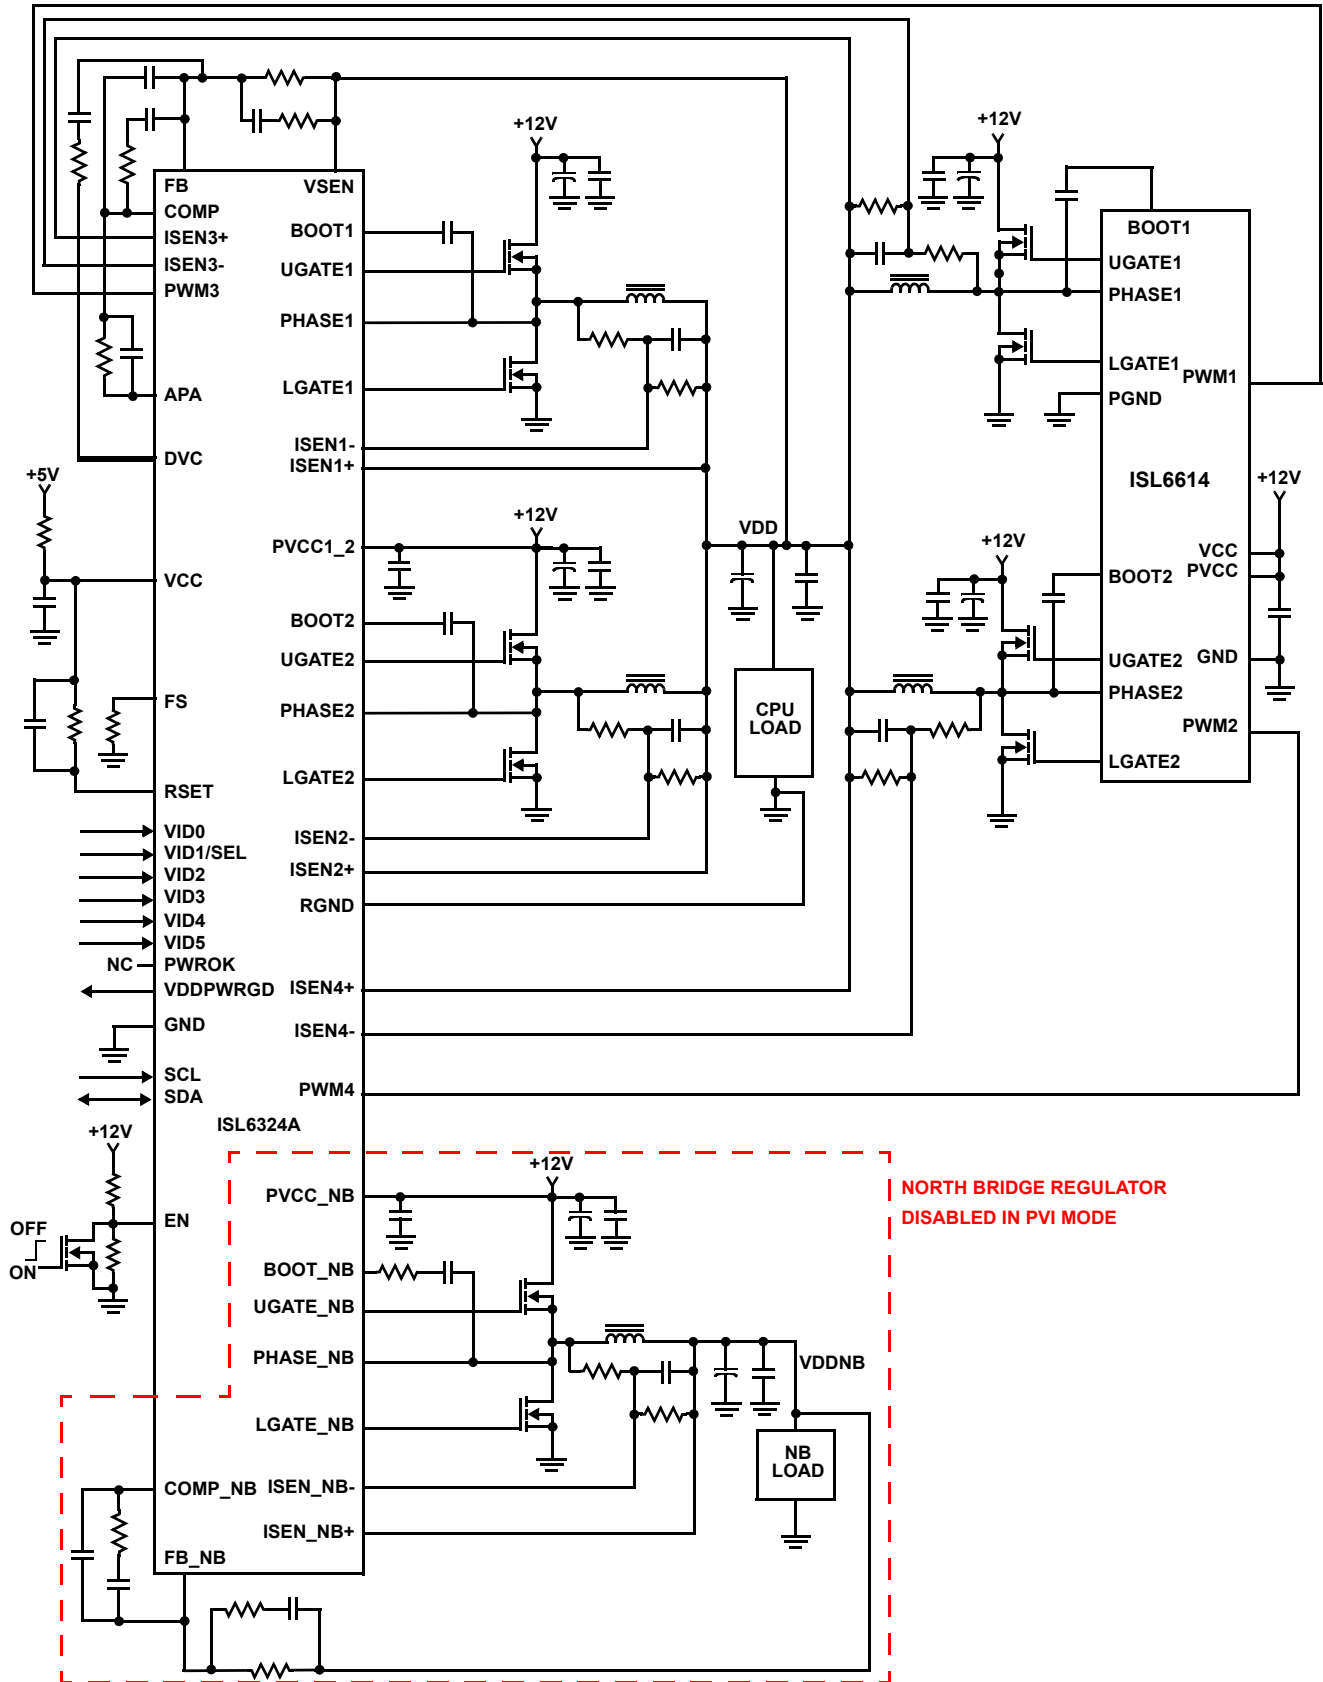 +12V
+12V
FB
VSEN
COMP
ISEN3+
ISEN3-
PWM3
APA
DVC
BOOT1
UGATE1
PHASE1
LGATE1
ISEN1-
ISEN1+
BOOT1
UGATE1
PHASE1
LGATE1
PWM1
PGND
ISL6614
+12V
+5V
+12V
VDD
+12V
PVCC1_2
VCC
BOOT2
UGATE2
PHASE2
LGATE2
VCC
PVCC
BOOT2
GND
UGATE2
PHASE2
PWM2
LGATE2
FS
RSET
CPU
LOAD
VID0
VID1/SEL
VID2
VID3
VID4
VID5
NC
PWROK
VDDPWRGD
GND
SCL
SDA
ISEN2-
ISEN2+
RGND
ISEN4+
ISEN4-
PWM4
ISL6324A
+12V
EN
OFF
ON
+12V
NORTH BRIDGE REGULATOR
DISABLED IN PVI MODE
PVCC_NB
BOOT_NB
UGATE_NB
PHASE_NB
LGATE_NB
VDDNB
NB
LOAD
COMP_NB
ISEN_NB-
ISEN_NB+
FB_NB